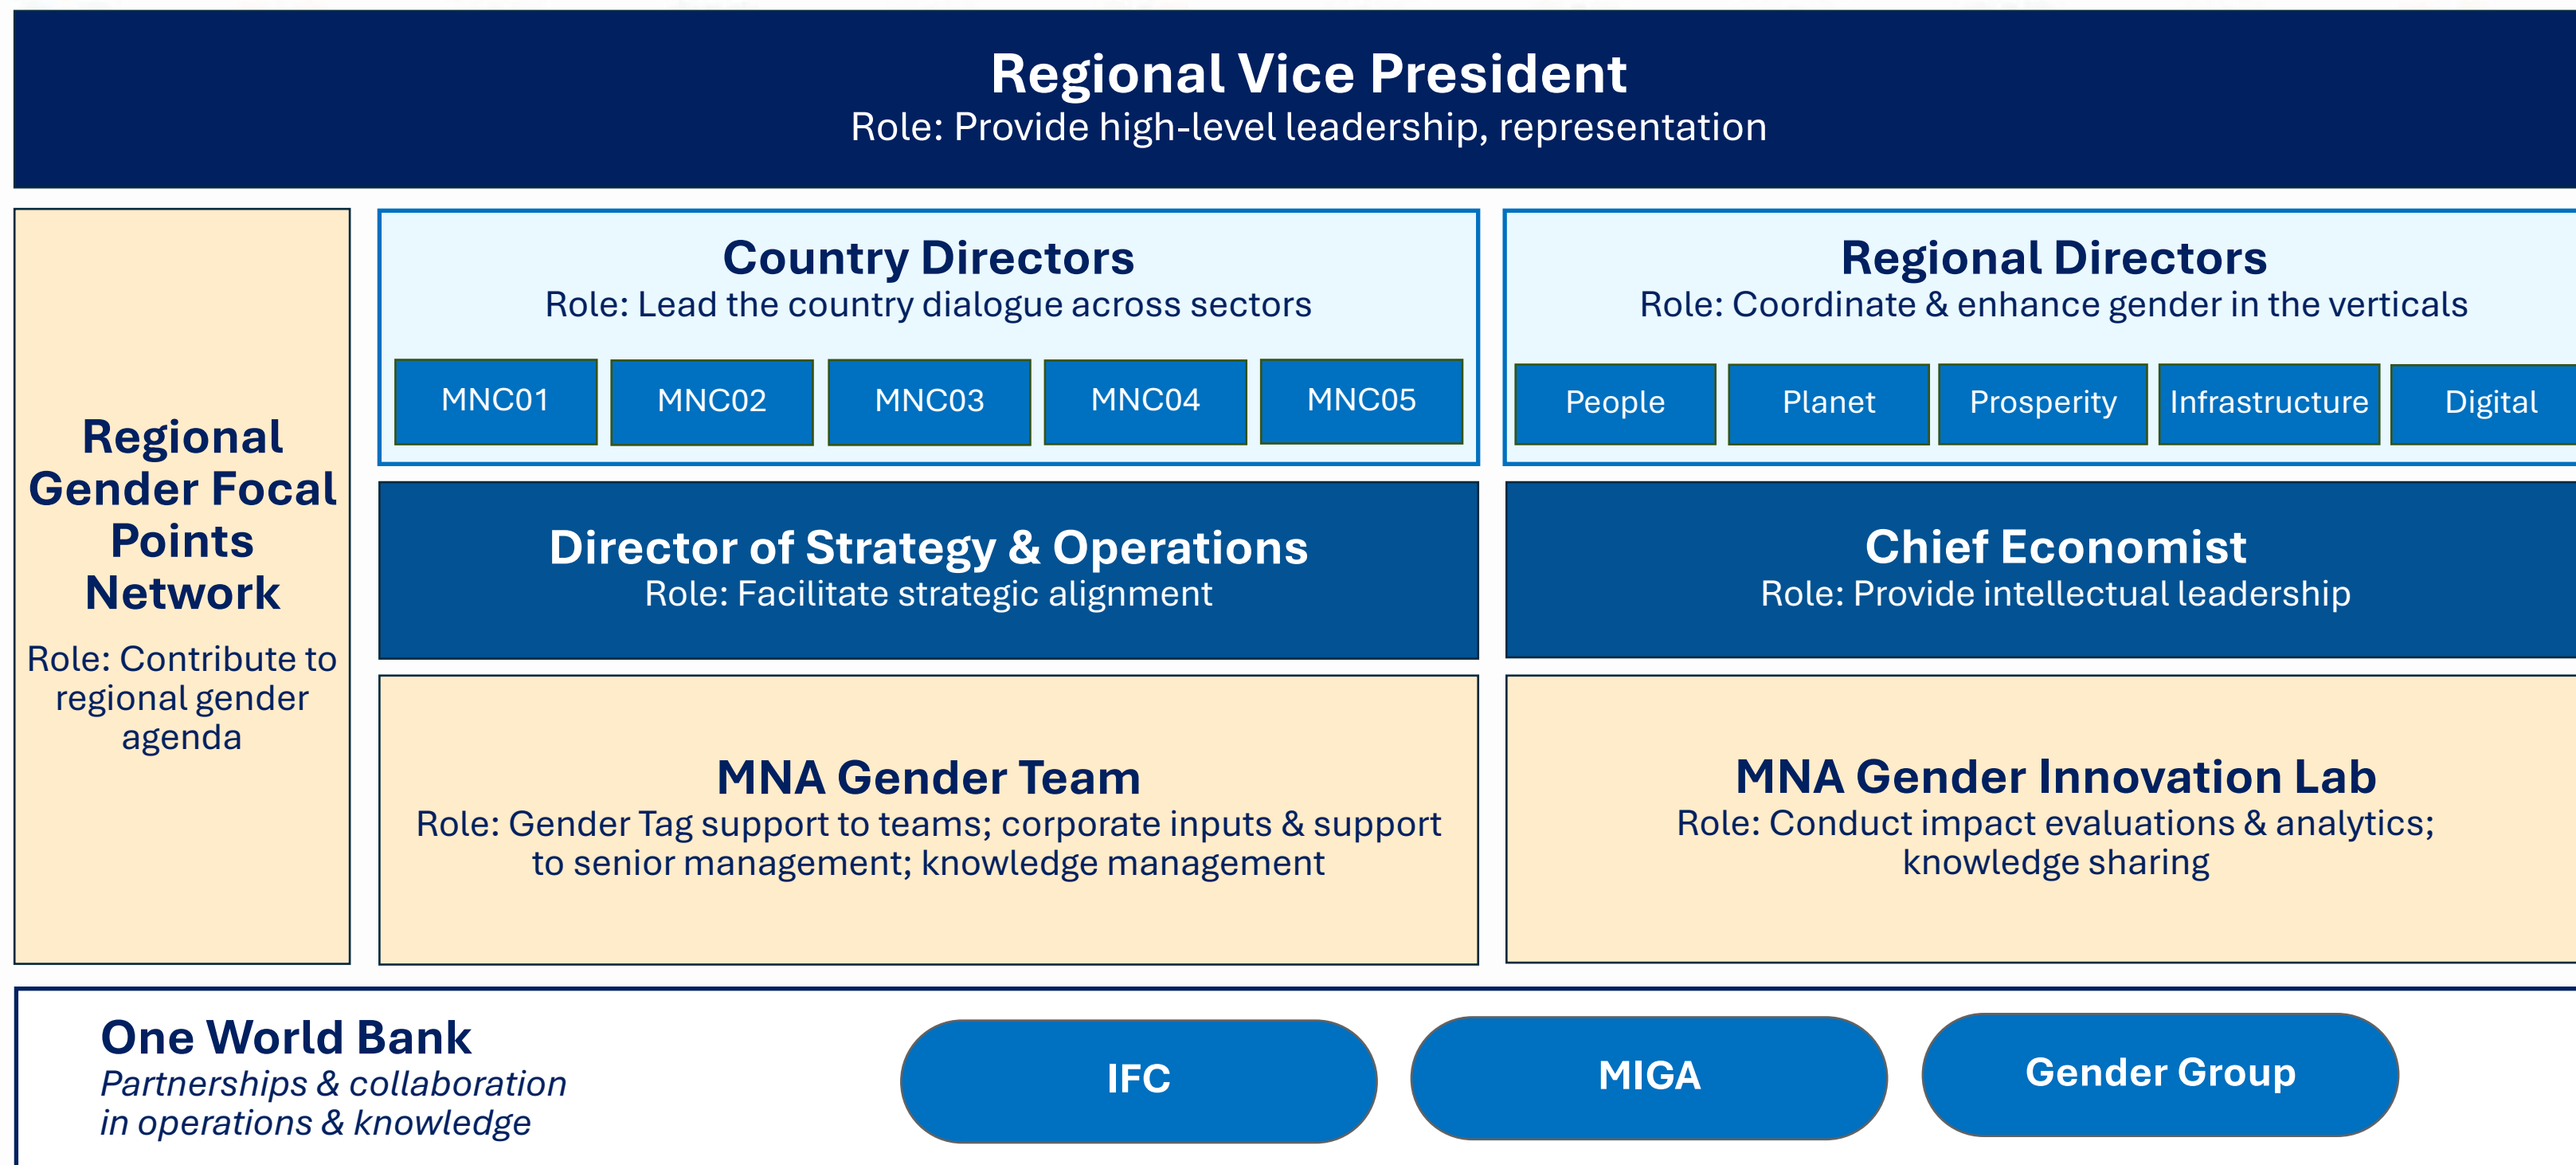 Regional Vice President
Role: Provide high-level leadership, representation
Regional
Gender Focal
Points
Network
Role: Contribute to
regional gender
agenda
Country Directors
Role: Lead the country dialogue across sectors
MNC01
MNC02
MNC03
MNC04
MNC05
Regional Directors
Role: Coordinate & enhance gender in the verticals
People
Planet
Prosperity
Infrastructure
Digital
Director of Strategy & Operations
Role: Facilitate strategic alignment
Chief Economist
Role: Provide intellectual leadership
MNA Gender Team
Role: Gender Tag support to teams; corporate inputs & support
to senior management; knowledge management
MNA Gender Innovation Lab
Role: Conduct impact evaluations & analytics;
knowledge sharing
One World Bank
Partnerships & collaboration
in operations & knowledge
IFC
MIGA
Gender Group